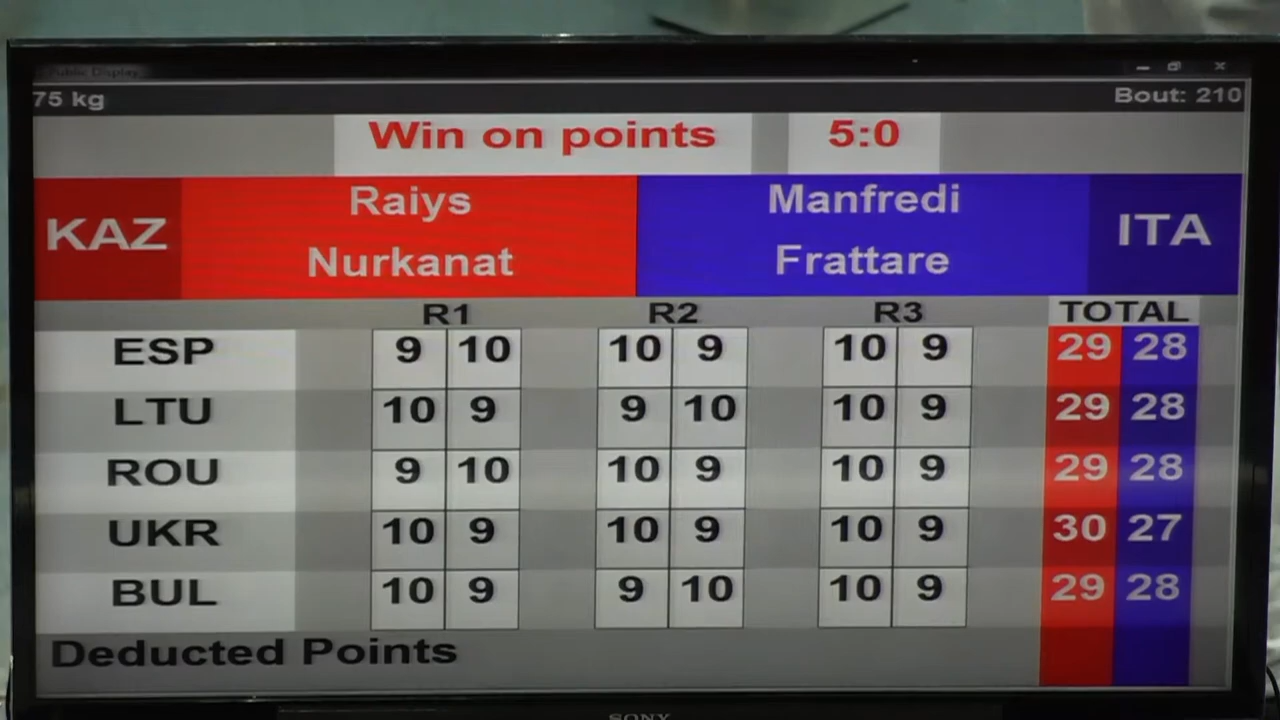 Public Display
75 kg Bout: 210
Win on points 5:0
KAZ Raiys Nurkanat Manfredi Frattare ITA
R1 R2 R3 TOTAL
ESP 9 10 10 9 10 9 29 28
LTU 10 9 9 10 10 9 29 28
ROU 9 10 10 9 10 9 29 28
UKR 10 9 10 9 10 9 30 27
BUL 10 9 9 10 10 9 29 28
Deducted Points
SONY